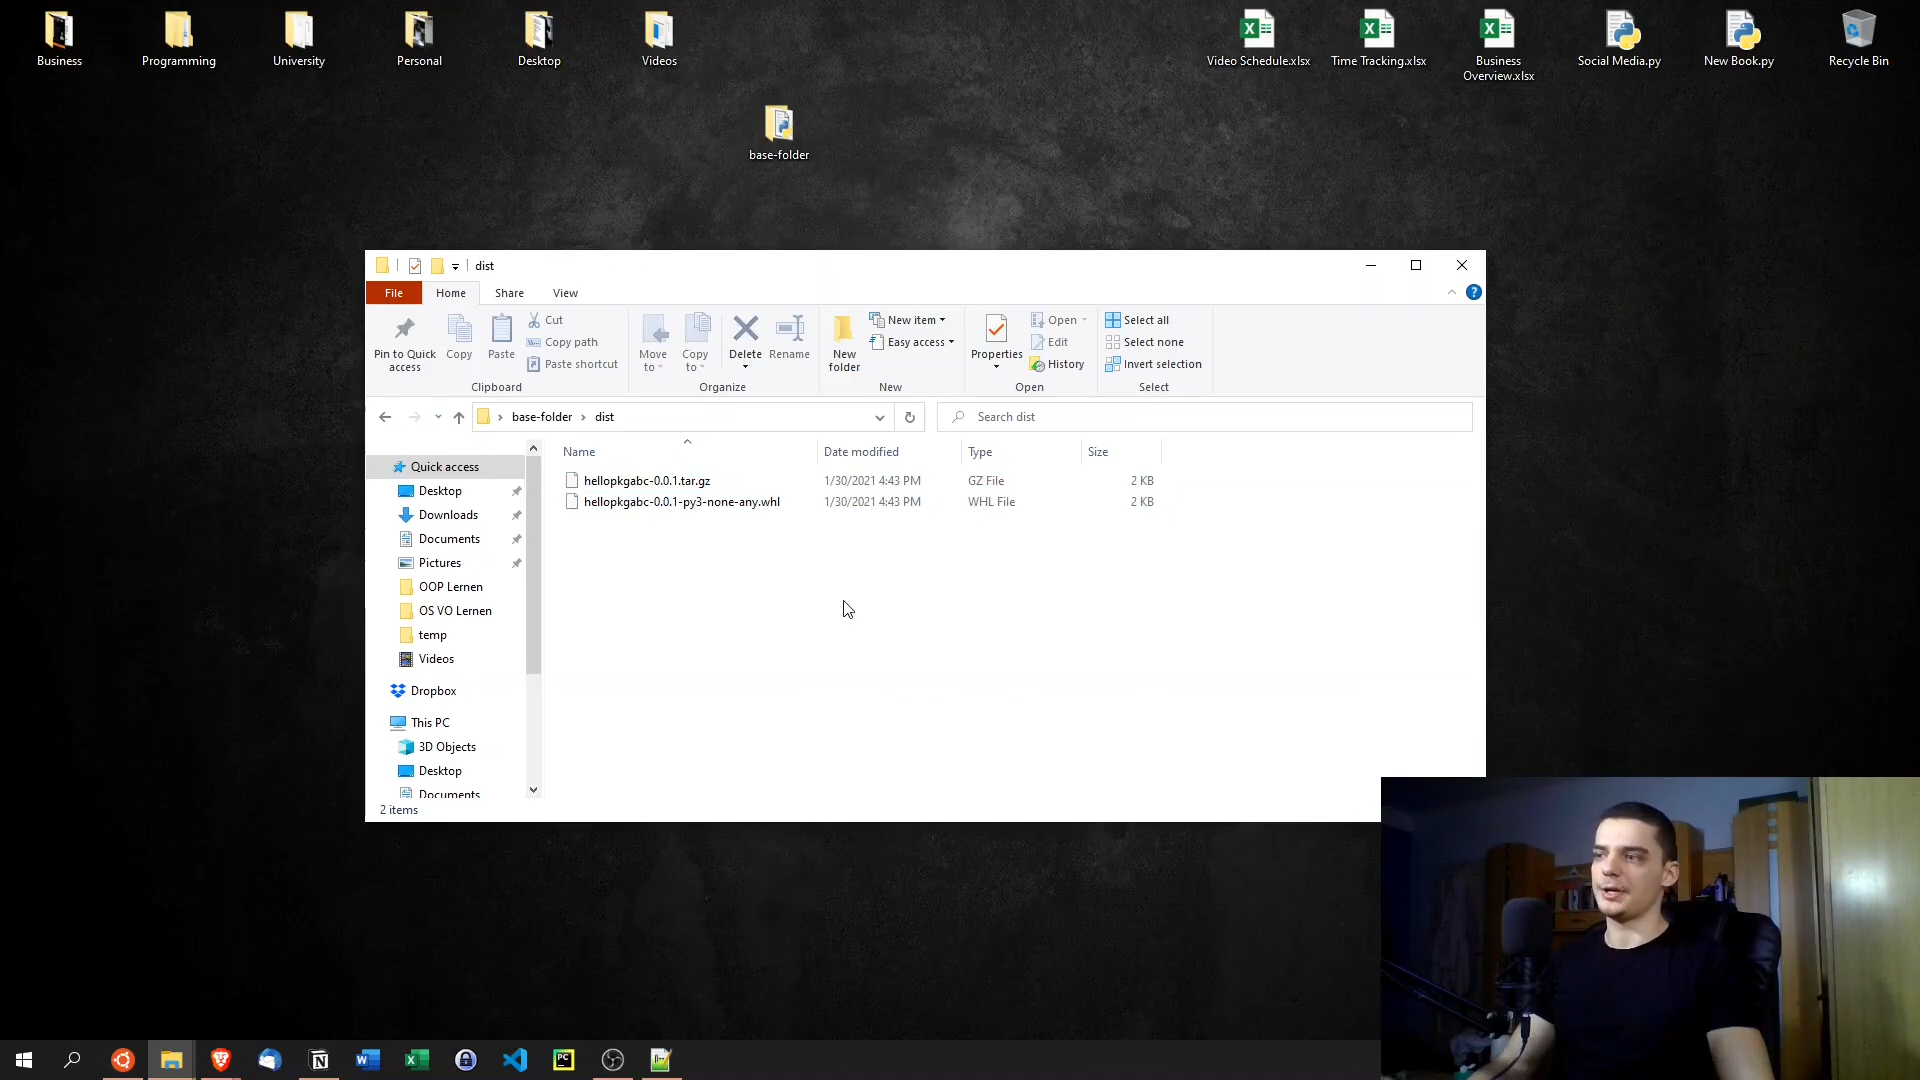 Business
Programming
University
Personal
Desktop
Videos
Video Schedule.xlsx
Time Tracking.xlsx
Business
Overview.xlsx
Social Media.py
New Book.py
Recycle Bin
base-folder
dist
File
Home
Share
View
Pin to Quick
access
Copy
Paste
Cut
Copy path
Paste shortcut
Clipboard
Move
to
Copy
to
Delete
Rename
Organize
New
folder
New item
Easy access
New
Properties
Open
Edit
History
Open
Select all
Select none
Invert selection
Select
base-folder > dist
Search dist
Name
Date modified
Type
Size
hellopkgabc-0.0.1.tar.gz 1/30/2021 4:43 PM GZ File 2 KB
hellopkgabc-0.0.1-py3-none-any.whl 1/30/2021 4:43 PM WHL File 2 KB
Quick access
Desktop
Downloads
Documents
Pictures
OOP Lernen
OS VO Lernen
temp
Videos
Dropbox
This PC
3D Objects
Desktop
Documents
2 items